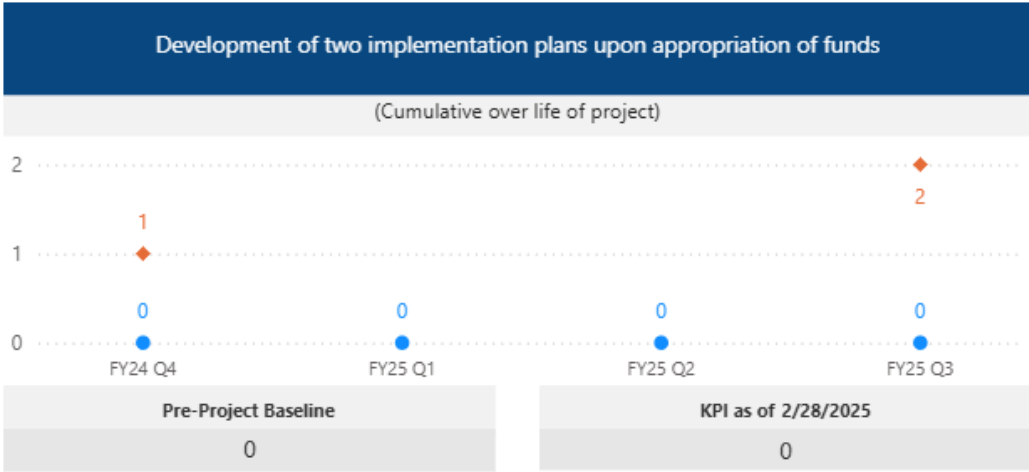 Development of two implementation plans upon appropriation of funds
(Cumulative over life of project)
2
2
1
1
0 0 0 0
0
FY24 Q4 FY25 Q1 FY25 Q2 FY25 Q3
Pre-Project Baseline KPI as of 2/28/2025
0 0